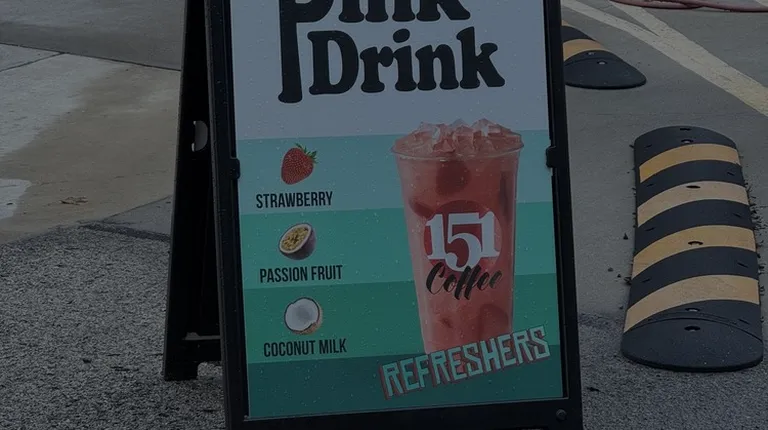 Pink
Drink
STRAWBERRY
PASSION FRUIT
COCONUT MILK
151
Coffee
REFRESHERS